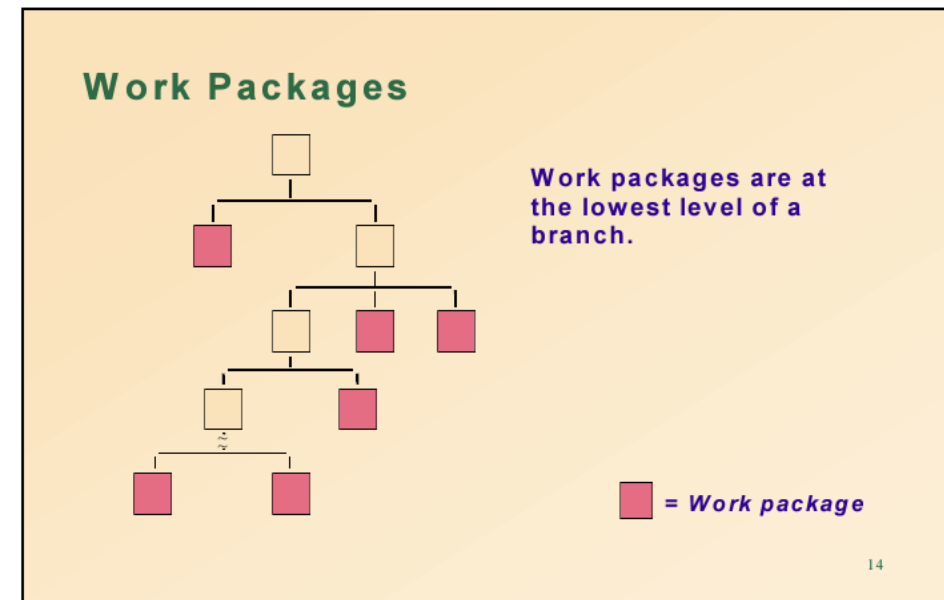 Work Packages
Work packages are at
the lowest level of a
branch.
= Work package
14